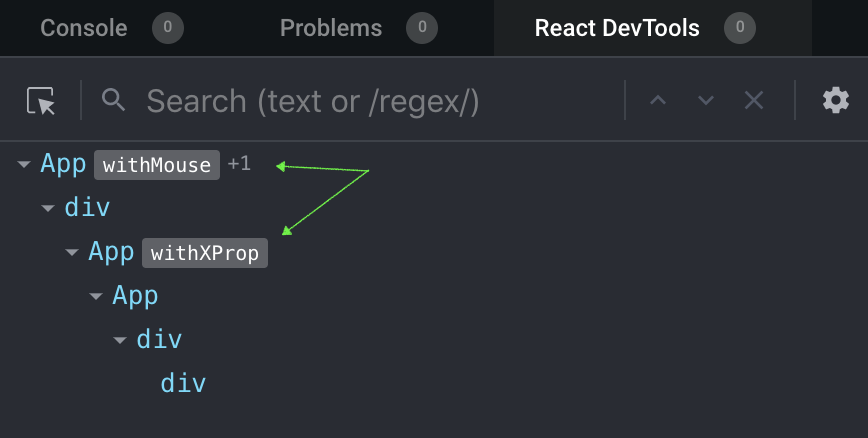 Console 0 Problems 0 React DevTools 0
Search (text or /regex/)
App withMouse +1
div
App withXProp
App
div
div